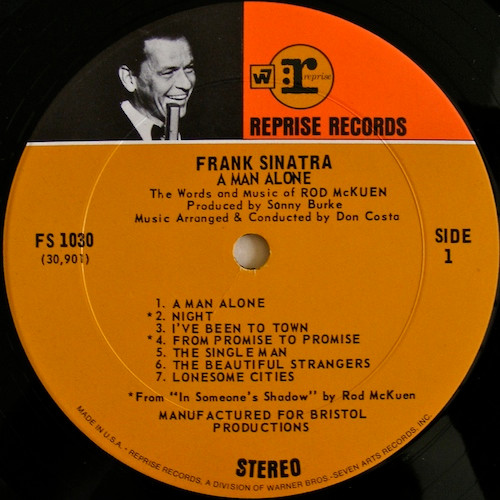 W7 r reprise
REPRISE RECORDS
FRANK SINATRA
A MAN ALONE
The Words and Music of ROD McKUEN
Produced by Sonny Burke
Music Arranged & Conducted by Don Costa
FS 1030
(30,901)
SIDE
1
1. A MAN ALONE
*2. NIGHT
3. I'VE BEEN TO TOWN
*4. FROM PROMISE TO PROMISE
5. THE SINGLE MAN
6. THE BEAUTIFUL STRANGERS
7. LONESOME CITIES
*From "In Someone's Shadow" by Rod McKuen
MANUFACTURED FOR BRISTOL
PRODUCTIONS
STEREO
MADE IN U.S.A. - REPRISE RECORDS, A DIVISION OF WARNER BROS.-SEVEN ARTS RECORDS, INC.